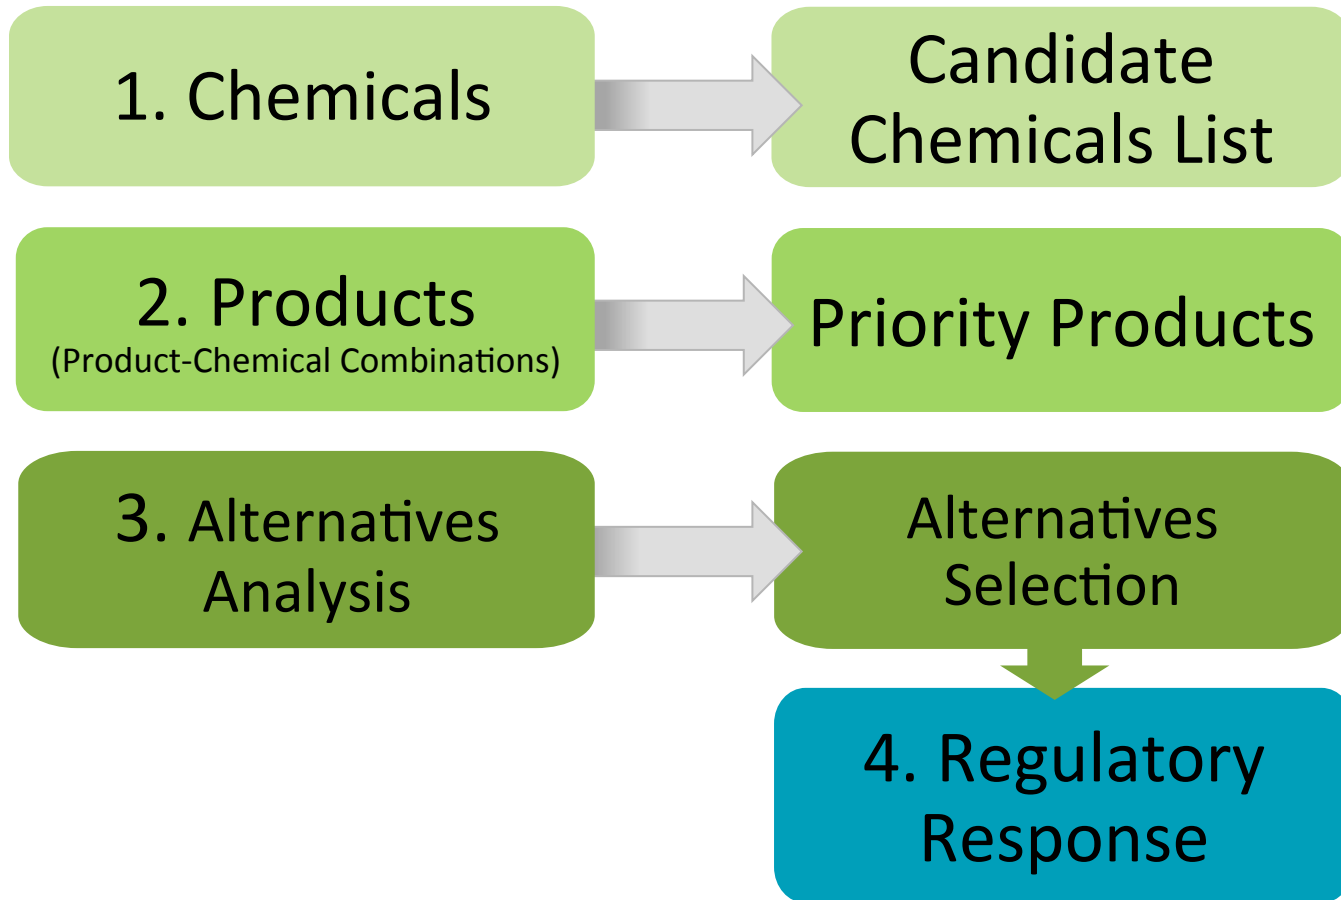 1. Chemicals
Candidate
Chemicals List
2. Products
(Product-Chemical Combinations)
Priority Products
3. Alternatives
Analysis
Alternatives
Selection
4. Regulatory
Response